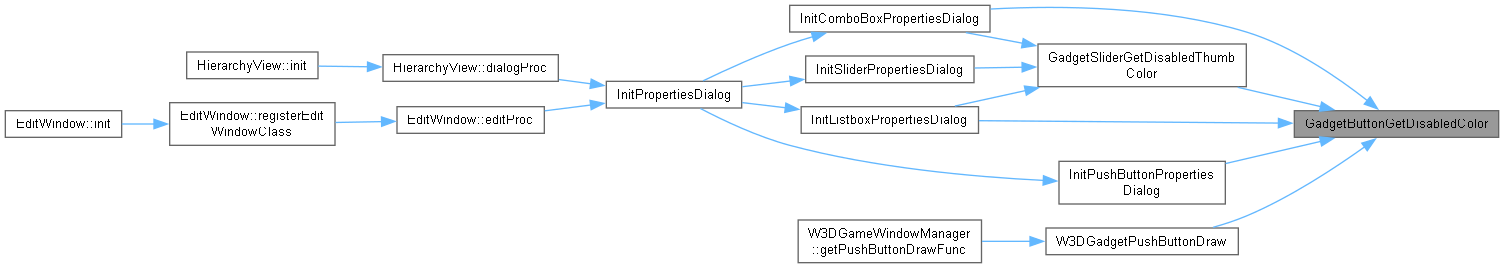 InitComboBoxPropertiesDialog
HierarchyView::init
HierarchyView::dialogProc
InitSliderPropertiesDialog
GadgetSliderGetDisabledThumb
Color
InitPropertiesDialog
EditWindow::init
EditWindow::registerEdit
WindowClass
EditWindow::editProc
InitListboxPropertiesDialog
GadgetButtonGetDisabledColor
InitPushButtonProperties
Dialog
W3DGameWindowManager
::getPushButtonDrawFunc
W3DGadgetPushButtonDraw